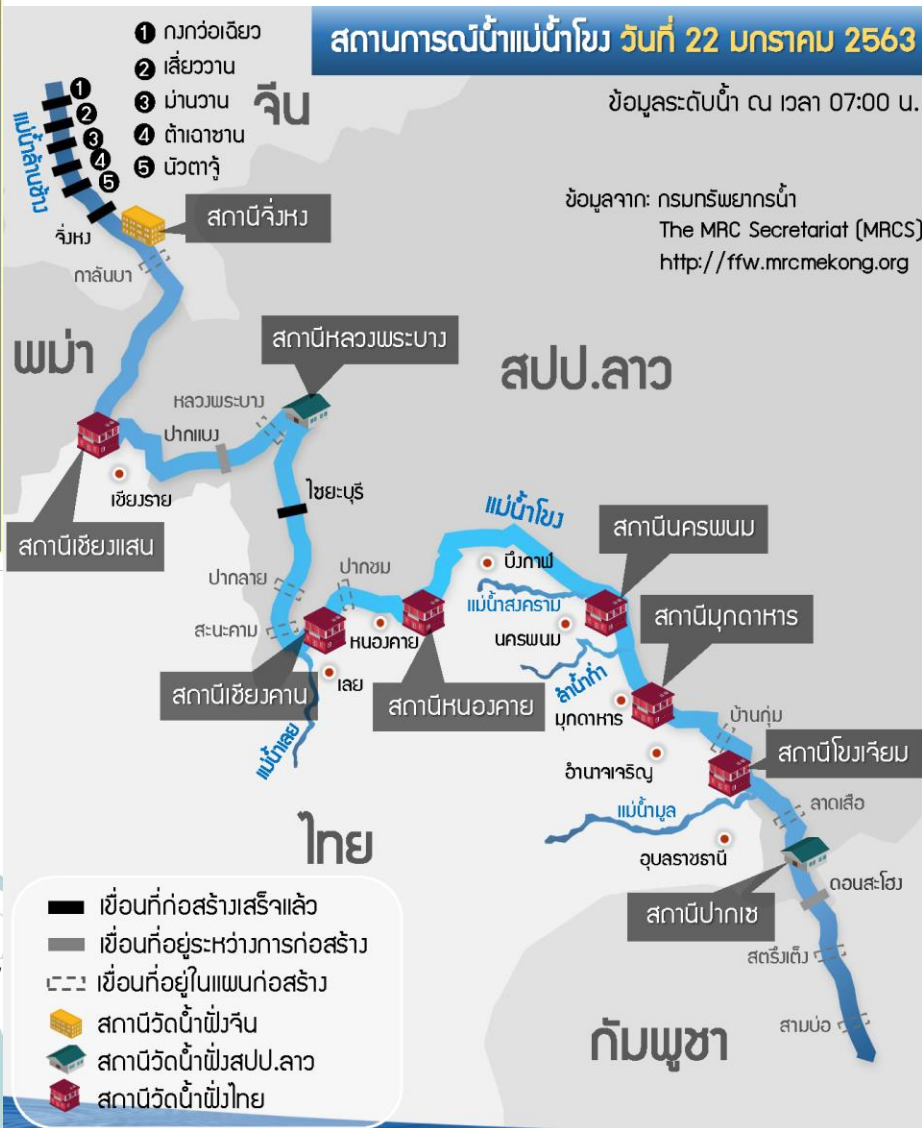 สถานการณ์น้ำแม่น้ำโขง วันที่ 22 มกราคม 2563
ข้อมูลระดับน้ำ ณ เวลา 07:00 น.
ข้อมูลจาก: กรมทรัพยากรน้ำ
The MRC Secretariat (MRCS)
http://ffw.mrcmekong.org
1 กงกว่อเฉียว
2 เสี่ยววาน
3 ม่านวาน
4 ต้าเฉาซาน
5 นัวตาจู้
จีน
1
2
3
4
5
แม่น้ำล้านช้าง
จิ่งหง
สถานีจิ่งหง
กาลันบา
พม่า
สถานีหลวงพระบาง
สปป.ลาว
หลวงพระบาง
ปากแบง
เชียงราย
ไซยะบุรี
สถานีเชียงแสน
แม่น้ำโขง
สถานีนครพนม
บึงกาฬ
ปากลาย
ปากชม
แม่น้ำสงคราม
สะนะคาม
หนองคาย
นครพนม
สถานีมุกดาหาร
เลย
ลำน้ำก่ำ
สถานีเชียงคาน
สถานีหนองคาย
มุกดาหาร
บ้านกุ่ม
แม่น้ำเลย
อำนาจเจริญ
สถานีโขงเจียม
แม่น้ำมูล
ลาดเสือ
ไทย
อุบลราชธานี
ดอนสะโฮง
สถานีปากเซ
สตรึงเต็ง
กัมพูชา
สามบ่อ
เขื่อนที่ก่อสร้างเสร็จแล้ว
เขื่อนที่อยู่ระหว่างการก่อสร้าง
เขื่อนที่อยู่ในแผนก่อสร้าง
สถานีวัดน้ำฝั่งจีน
สถานีวัดน้ำฝั่งสปป.ลาว
สถานีวัดน้ำฝั่งไทย